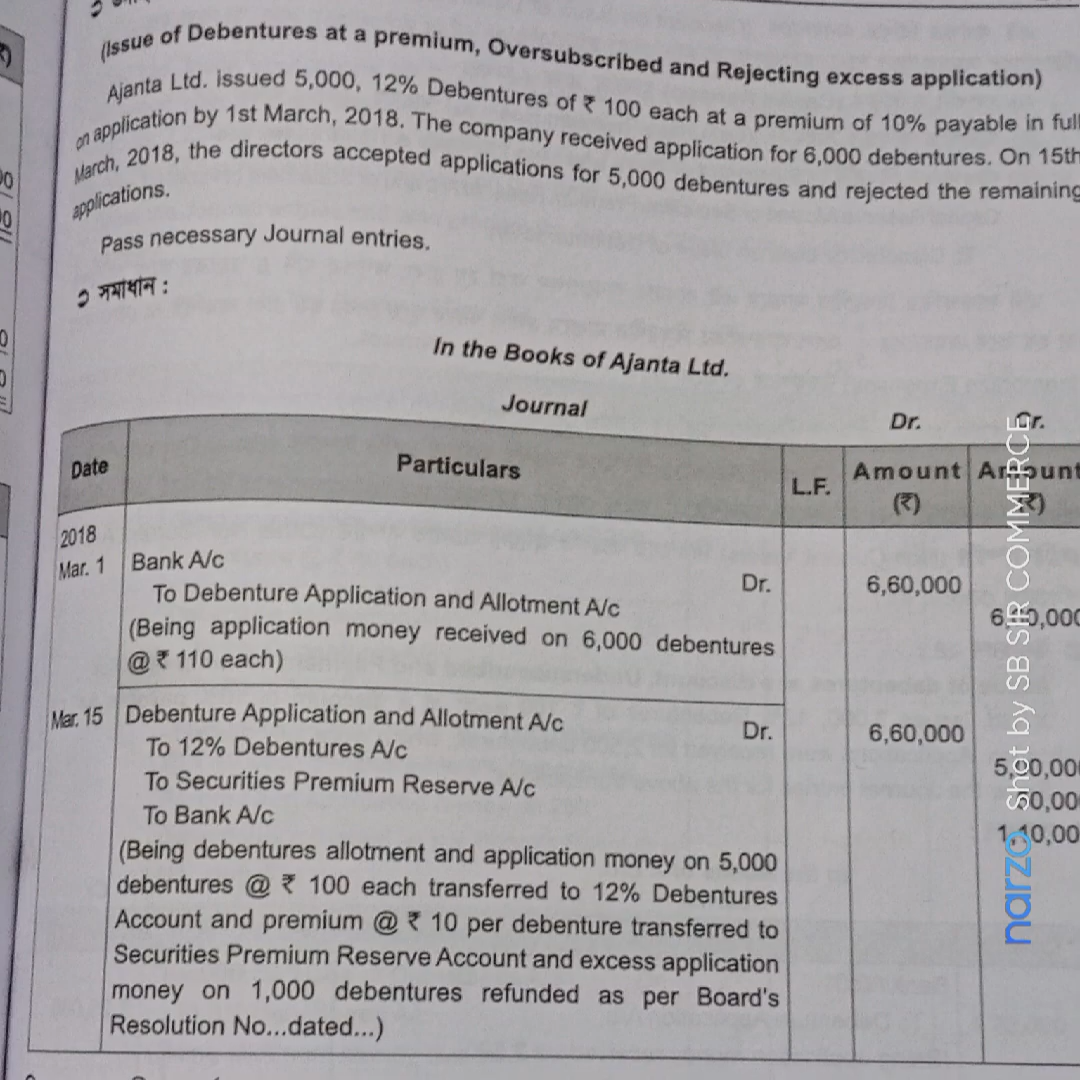 (Issue of Debentures at a premium, Oversubscribed and Rejecting excess application)
Ajanta Ltd. issued 5,000, 12% Debentures of ₹ 100 each at a premium of 10% payable in full
on application by 1st March, 2018. The company received application for 6,000 debentures. On 15th
March, 2018, the directors accepted applications for 5,000 debentures and rejected the remaining
applications.
Pass necessary Journal entries.
সমাধান :
In the Books of Ajanta Ltd.
Journal
Dr. Cr.
Date Particulars L.F. Amount (₹) Amount (₹)
2018
Mar. 1 Bank A/c Dr. 6,60,000
To Debenture Application and Allotment A/c
(Being application money received on 6,000 debentures
@ ₹ 110 each)
Mar. 15 Debenture Application and Allotment A/c Dr. 6,60,000
To 12% Debentures A/c
To Securities Premium Reserve A/c
To Bank A/c
(Being debentures allotment and application money on 5,000
debentures @ ₹ 100 each transferred to 12% Debentures
Account and premium @ ₹ 10 per debenture transferred to
Securities Premium Reserve Account and excess application
money on 1,000 debentures refunded as per Board's
Resolution No...dated...)
narzo Shot by SB SIR COMMERCE